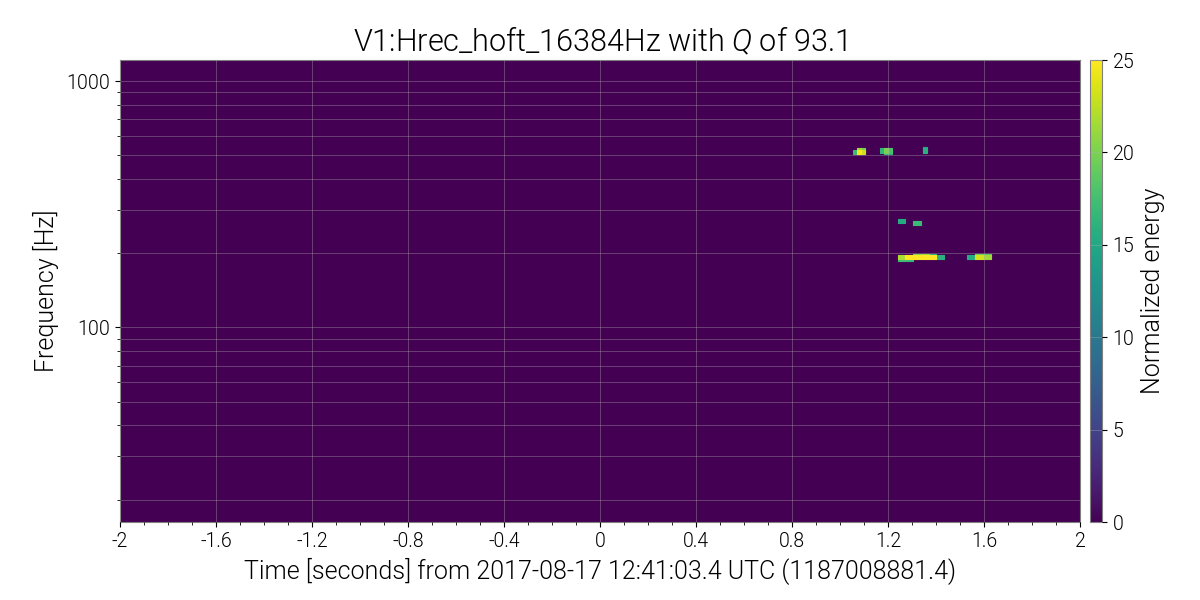 V1:Hrec_hoft_16384Hz with Q of 93.1
1000
100
Frequency [Hz]
-2 -1.6 -1.2 -0.8 -0.4 0 0.4 0.8 1.2 1.6 2
Time [seconds] from 2017-08-17 12:41:03.4 UTC (1187008881.4)
25
20
15
10
5
0
Normalized energy